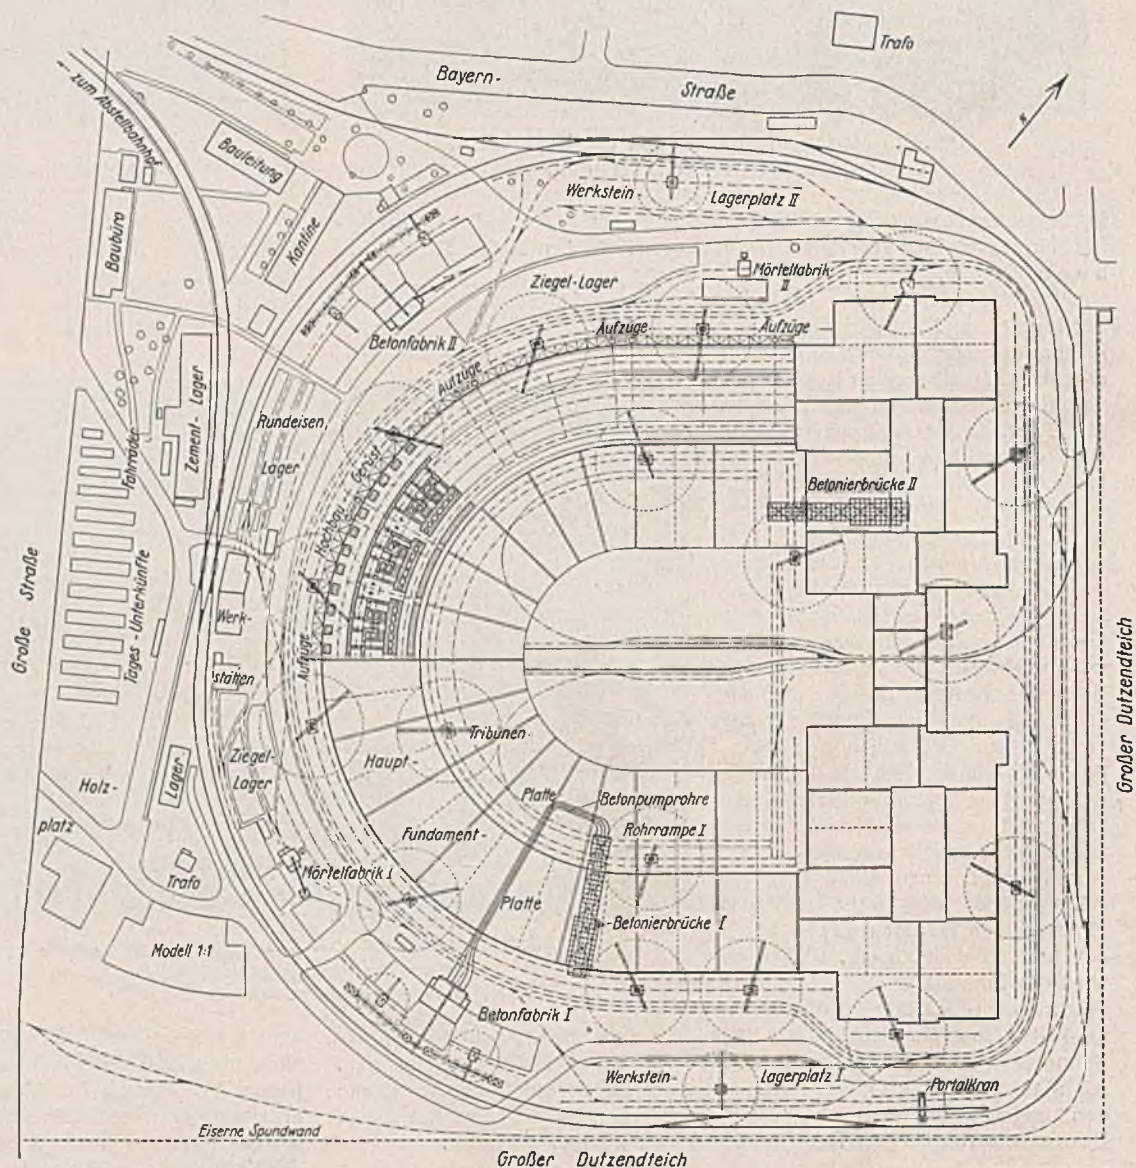 Trafo
Bayern-
Straße
N
zum Abstellbahnhof
Bauleitung
Baubüro
Kantine
Werkstein-
Lagerplatz II
Ziegel-Lager
Mörtelfabrik
II
Betonfabrik II
Aufzüge
Aufzüge
Aufzüge
Zement-Lager
Rundeisen,
Lager
Fahrräder
Hochbau-Gerüst
Betonierbrücke II
Große Straße
Tages-Unterkünfte
Werk-
stätten
Aufzüge
Großer Dutzendteich
Tribünen-
Haupt-
Ziegel-
Lager
Holz-
platz
Lager
Platte
Betonpumprohre
Fundament-
Rohrrampe I
Mörtelfabrik I
Trafo
Platte
Betonierbrücke I
Modell 1:1
Betonfabrik I
Werkstein-
Lagerplatz I
Portalkran
Eiserne Spundwand
Großer Dutzendteich